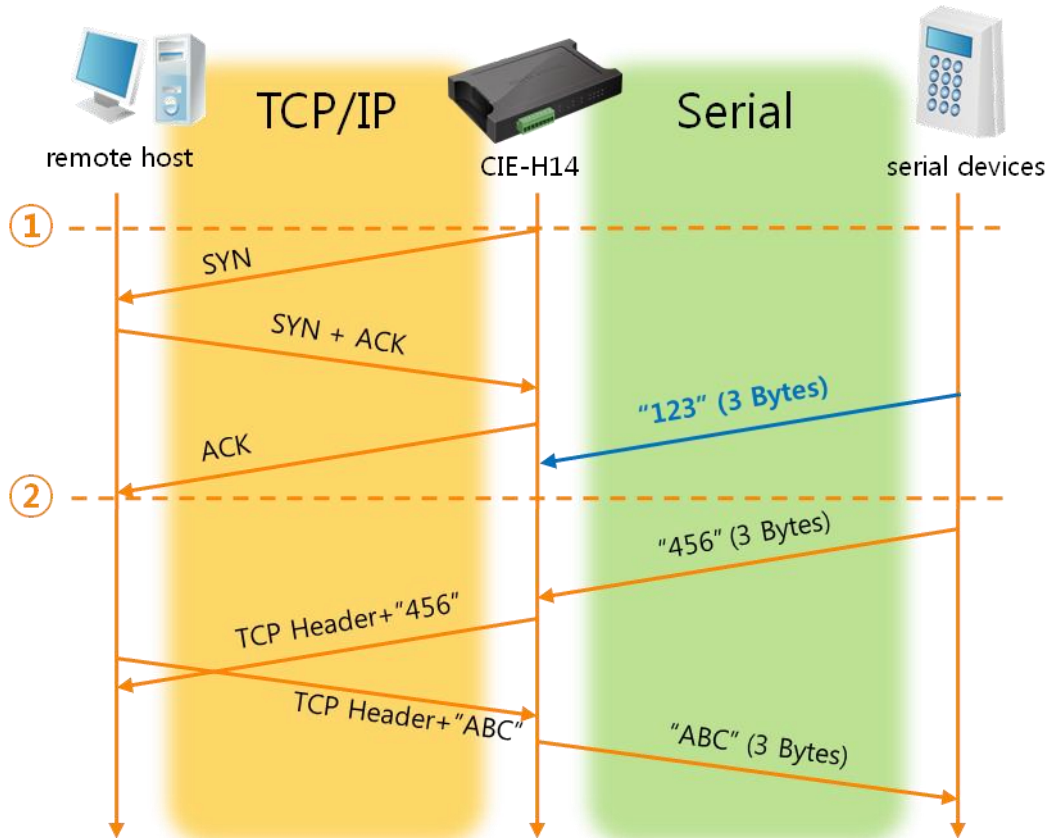 TCP/IP
Serial
remote host
CIE-H14
serial devices
①
SYN
SYN + ACK
"123" (3 Bytes)
ACK
②
"456" (3 Bytes)
TCP Header+"456"
TCP Header+"ABC"
"ABC" (3 Bytes)